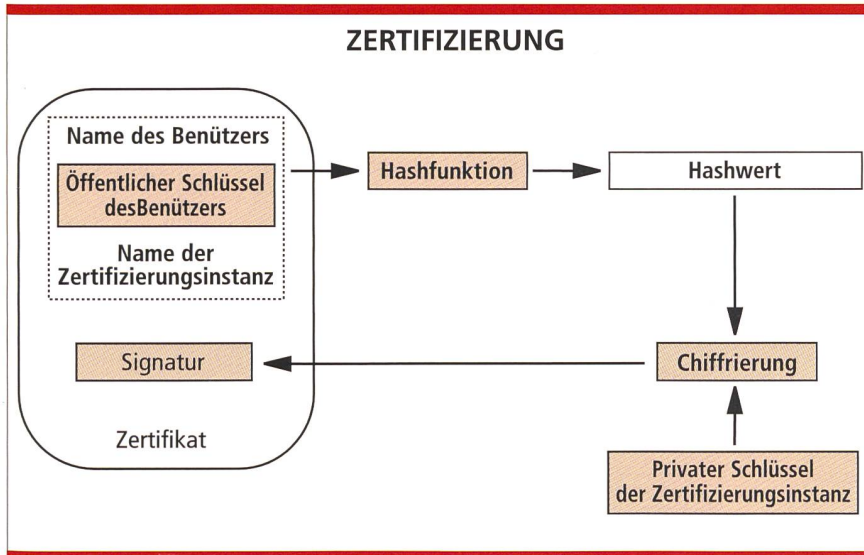 ZERTIFIZIERUNG
Name des Benützers
Öffentlicher Schlüssel
desBenützers
Name der
Zertifizierungsinstanz
Hashfunktion
Hashwert
Signatur
Chiffrierung
Zertifikat
Privater Schlüssel
der Zertifizierungsinstanz